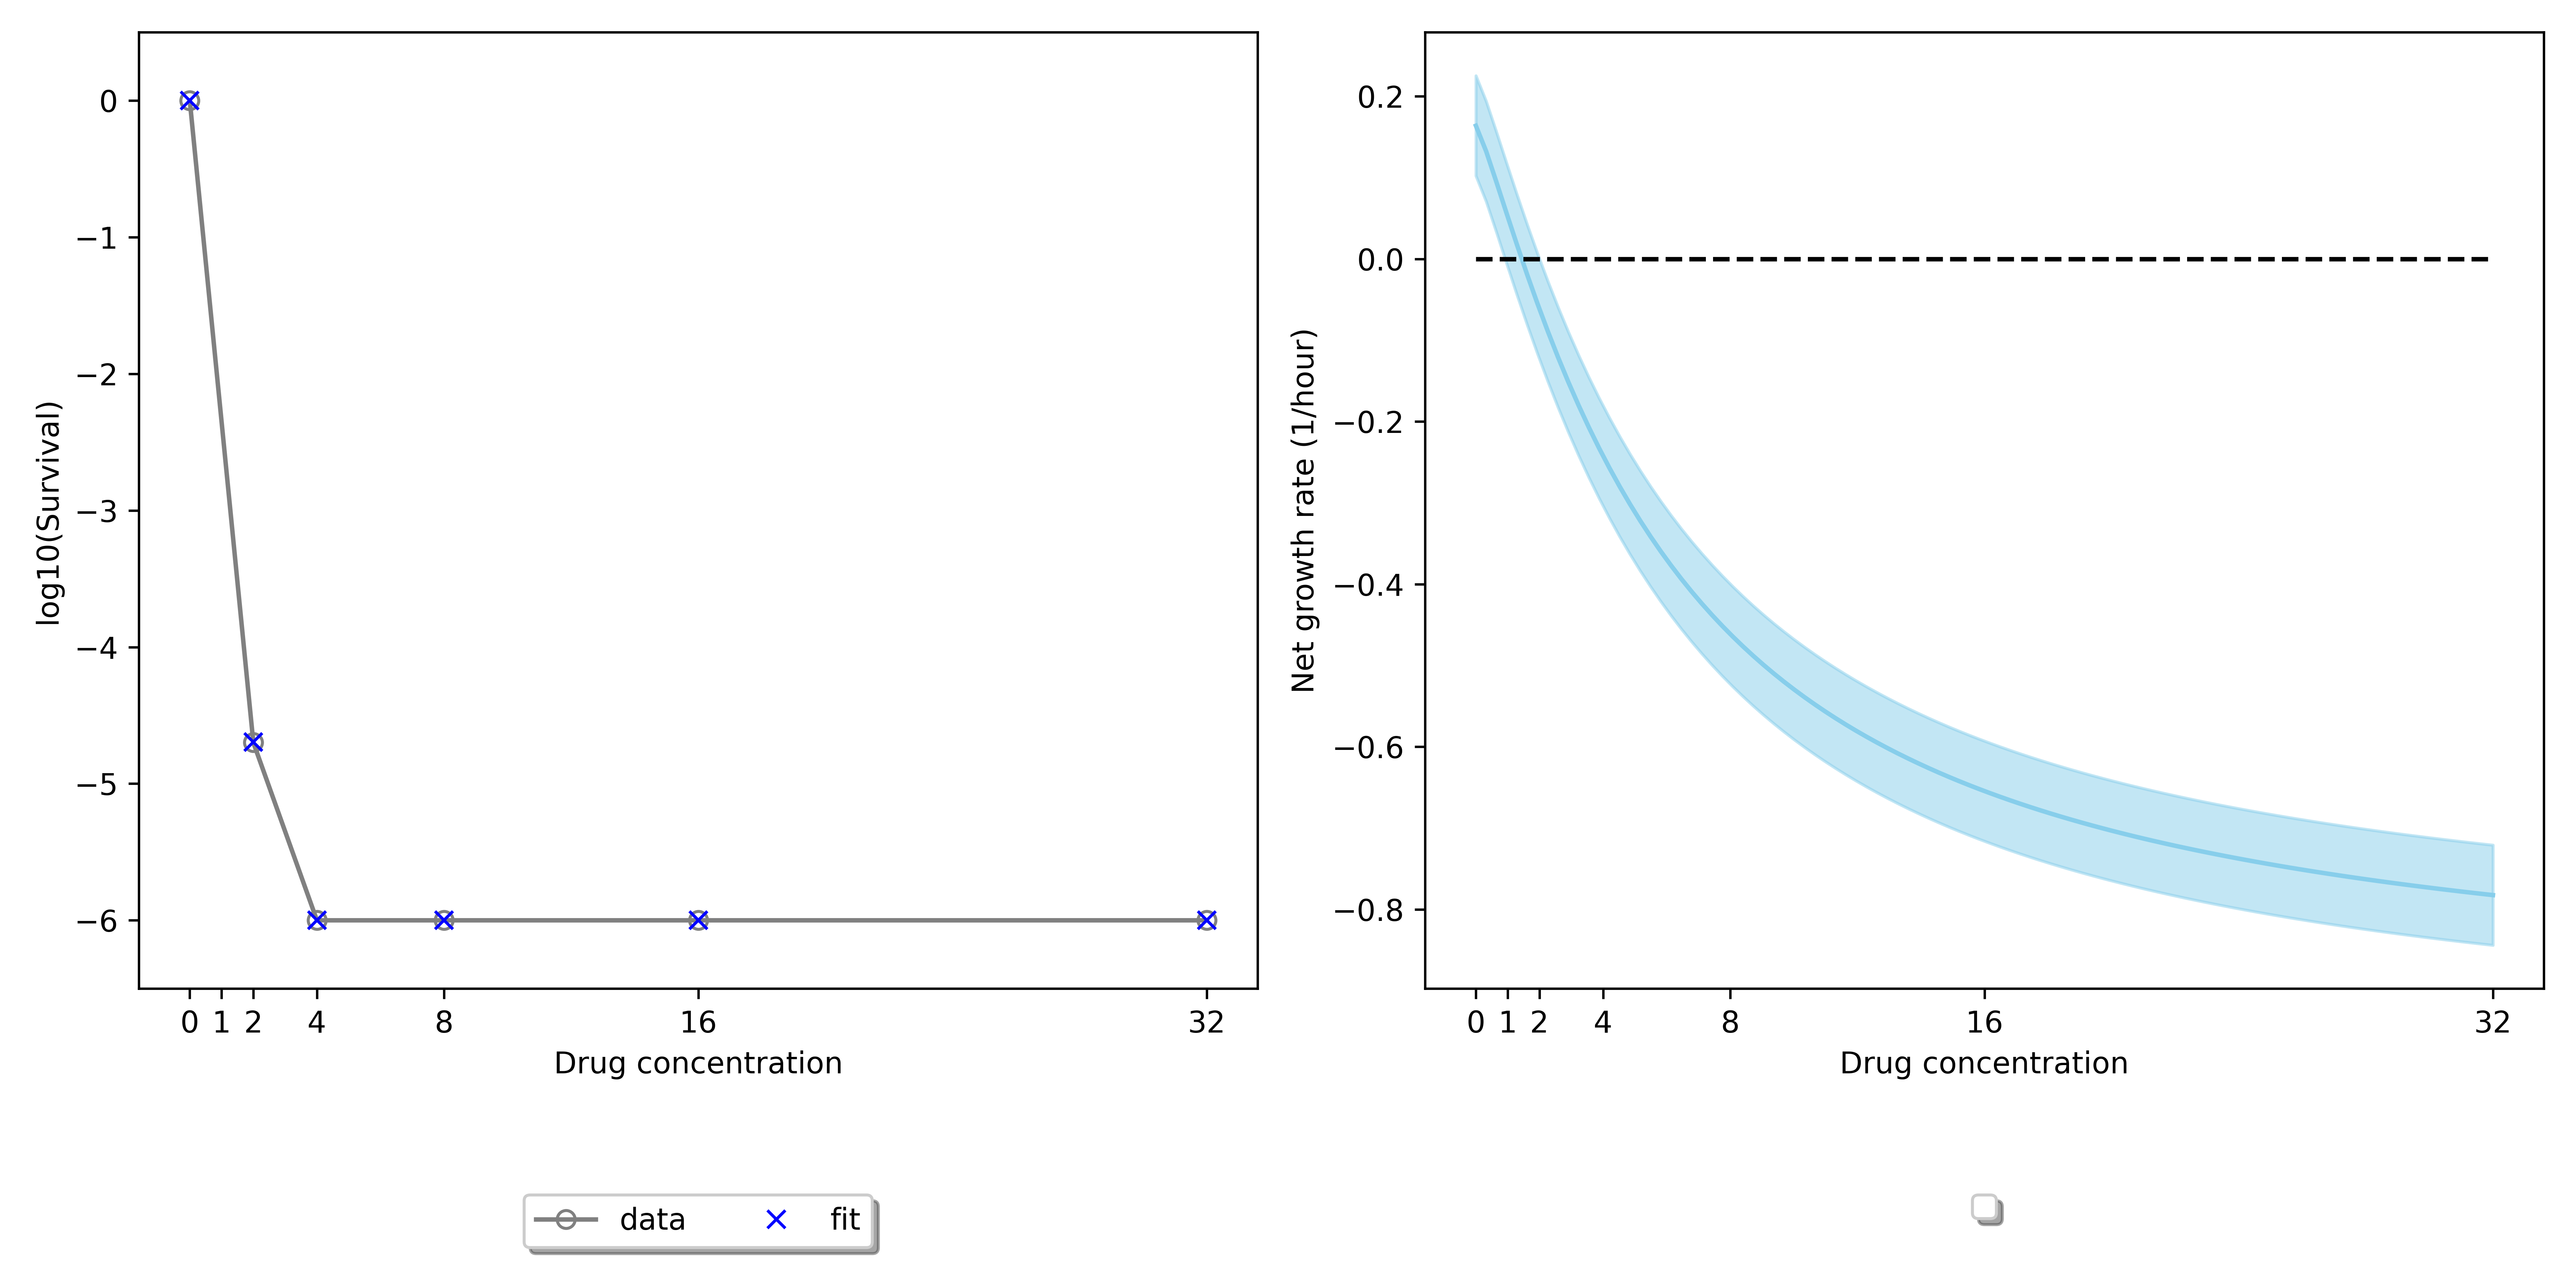 log10(Survival)
0
−1
−2
−3
−4
−5
−6
0 1 2 4 8 16 32
Drug concentration
data fit
Net growth rate (1/hour)
0.2
0.0
−0.2
−0.4
−0.6
−0.8
0 1 2 4 8 16 32
Drug concentration